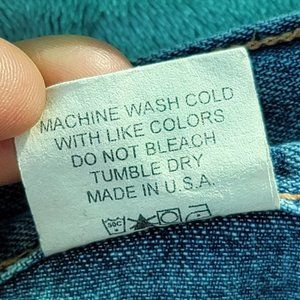 MACHINE WASH COLD
WITH LIKE COLORS
DO NOT BLEACH
TUMBLE DRY
MADE IN U.S.A.